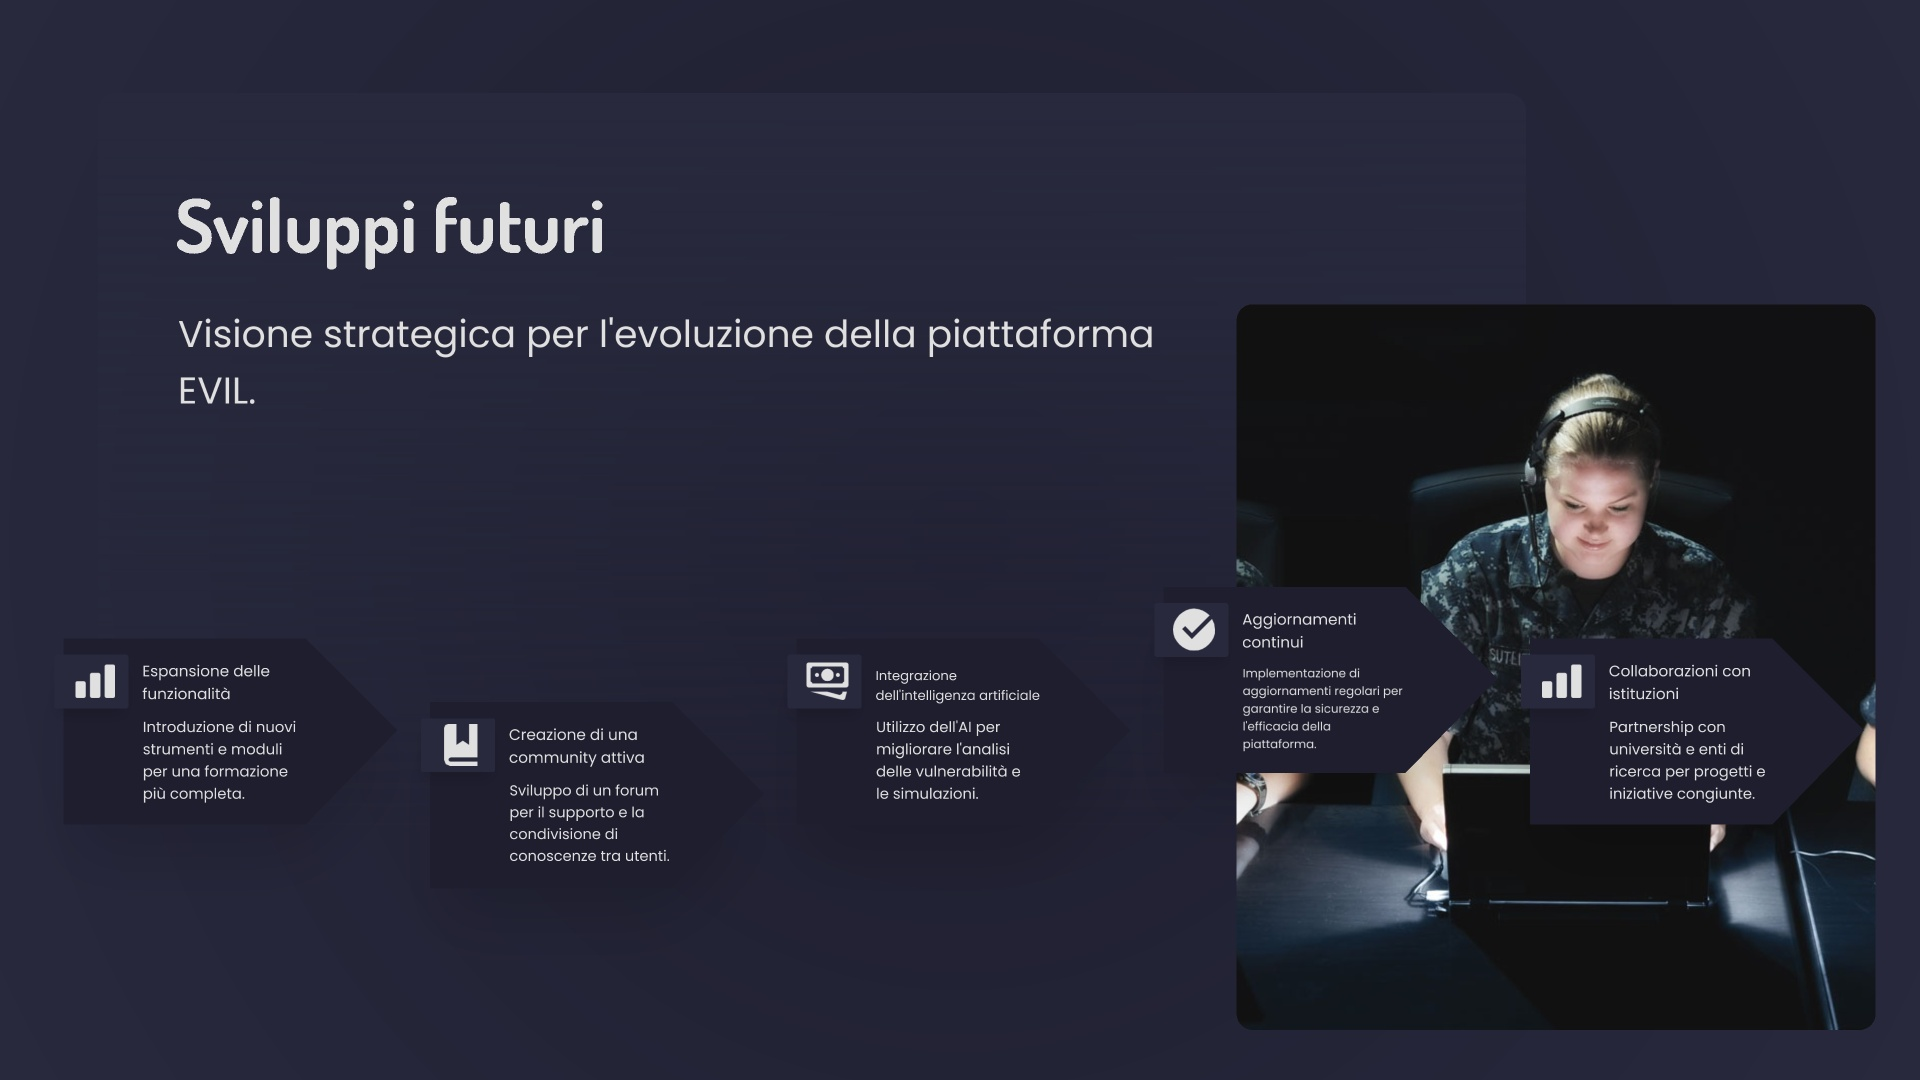 Sviluppi futuri
Visione strategica per l'evoluzione della piattaforma
EVIL.
Espansione delle
funzionalità
Introduzione di nuovi
strumenti e moduli
per una formazione
più completa.
Creazione di una
community attiva
Sviluppo di un forum
per il supporto e la
condivisione di
conoscenze tra utenti.
Integrazione
dell'intelligenza artificiale
Utilizzo dell'AI per
migliorare l'analisi
delle vulnerabilità e
le simulazioni.
Aggiornamenti
continui
Implementazione di
aggiornamenti regolari per
garantire la sicurezza e
l'efficacia della
piattaforma.
Collaborazioni con
istituzioni
Partnership con
università e enti di
ricerca per progetti e
iniziative congiunte.